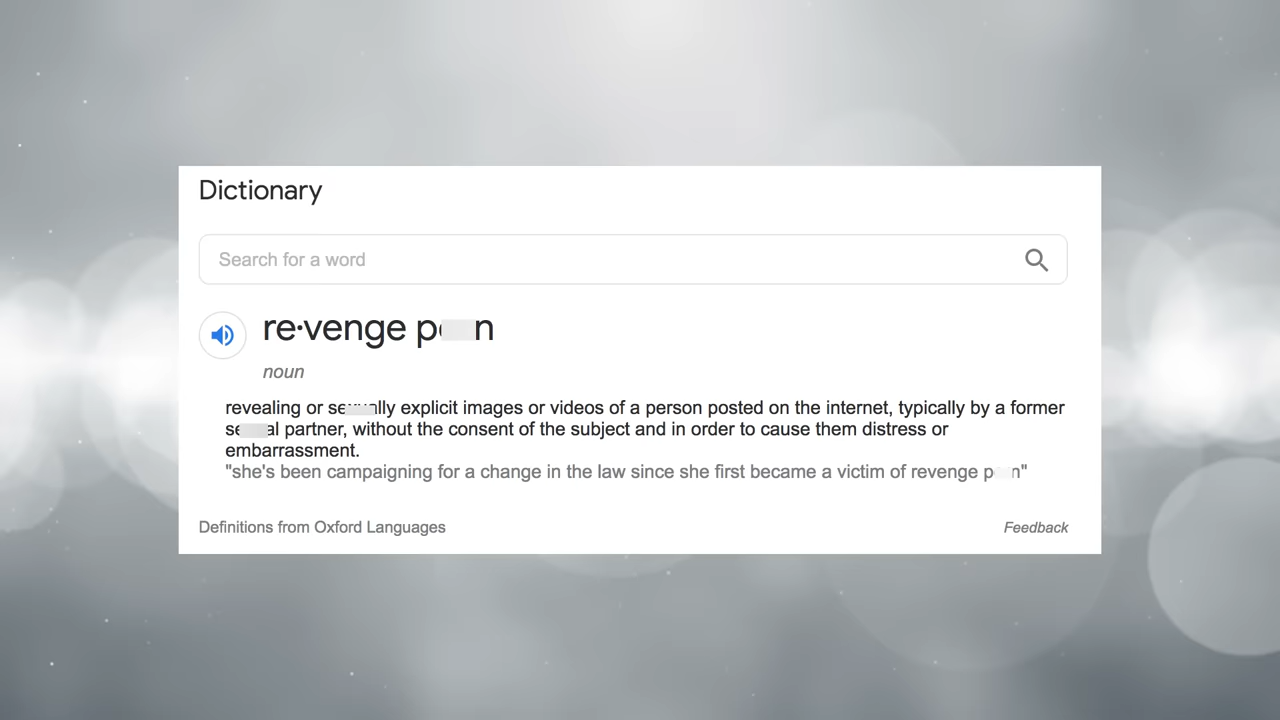 Dictionary
Search for a word
re·venge p n
noun
revealing or sexually explicit images or videos of a person posted on the internet, typically by a former
se al partner, without the consent of the subject and in order to cause them distress or
embarrassment.
"she's been campaigning for a change in the law since she first became a victim of revenge p n"
Definitions from Oxford Languages
Feedback